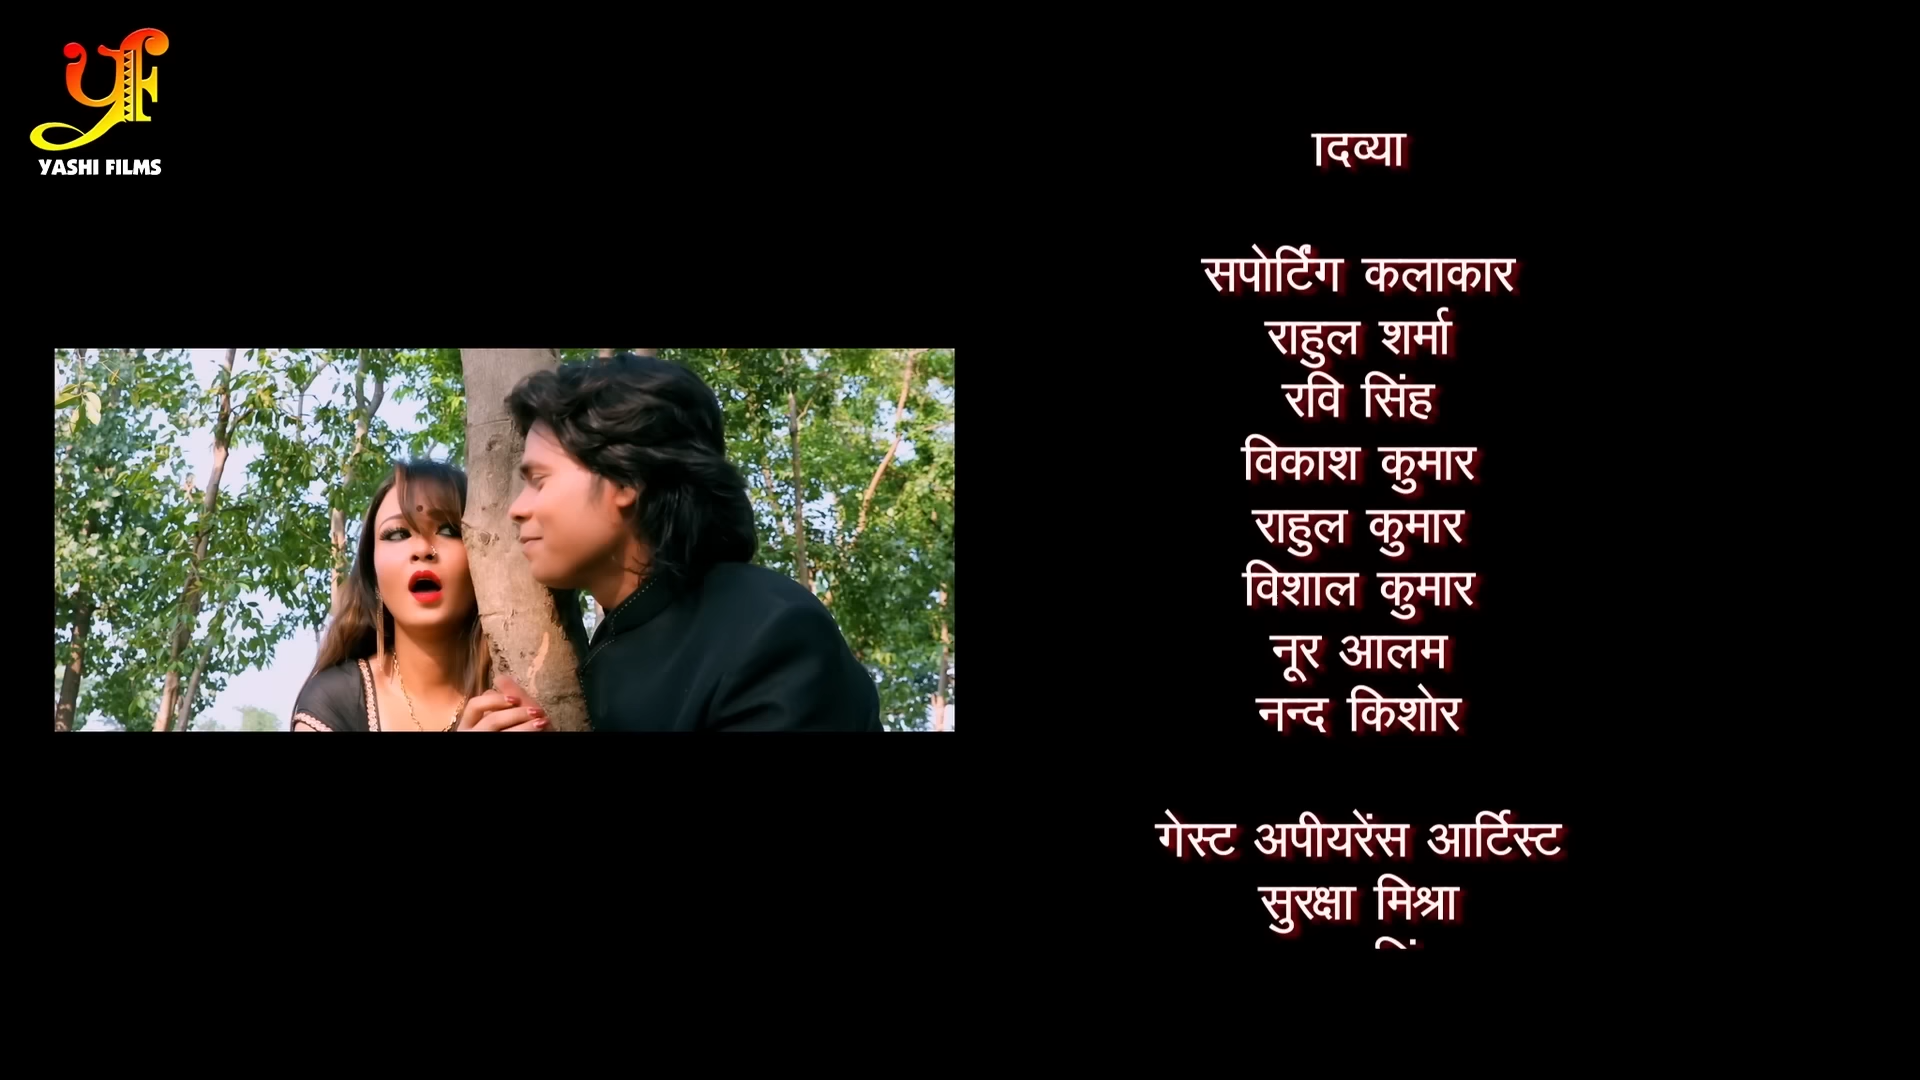 YASHI FILMS
दिव्या
सपोर्टिंग कलाकार
राहुल शर्मा
रवि सिंह
विकाश कुमार
राहुल कुमार
विशाल कुमार
नूर आलम
नन्द किशोर
गेस्ट अपीयरेंस आर्टिस्ट
सुरक्षा मिश्रा